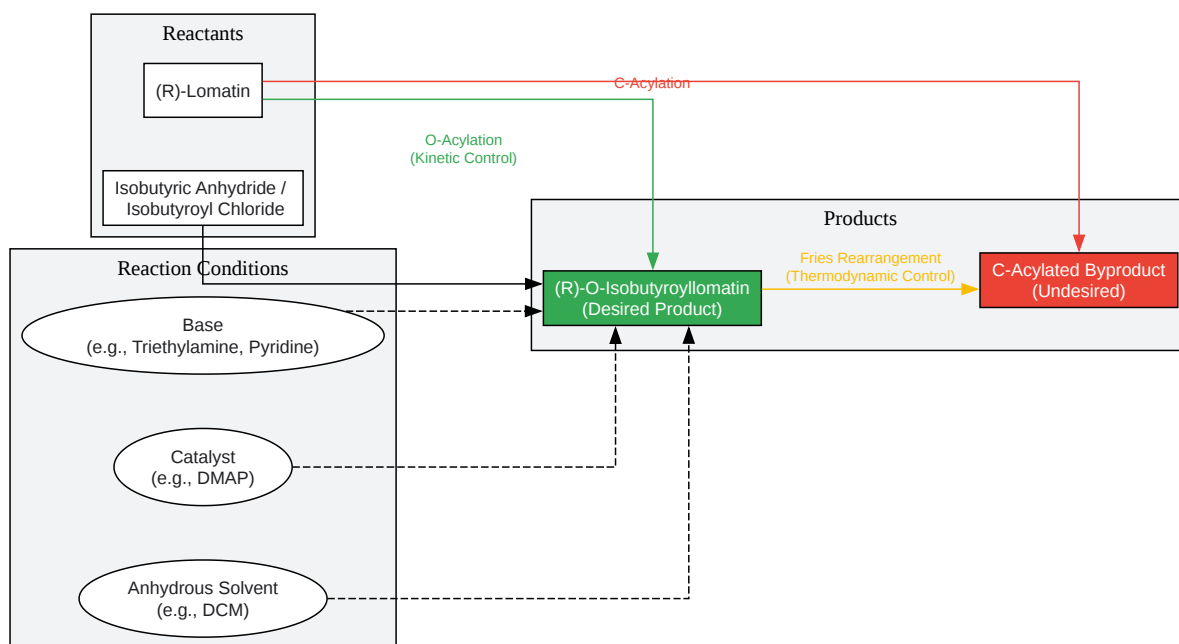 Reactants
(R)-Lomatin
C-Acylation
O-Acylation
(Kinetic Control)
Isobutyric Anhydride /
Isobutyroyl Chloride
Products
Reaction Conditions
Fries Rearrangement
(Thermodynamic Control)
C-Acylated Byproduct
(Undesired)
(R)-O-Isobutyroyllomatin
(Desired Product)
Base
(e.g., Triethylamine, Pyridine)
Catalyst
(e.g., DMAP)
Anhydrous Solvent
(e.g., DCM)